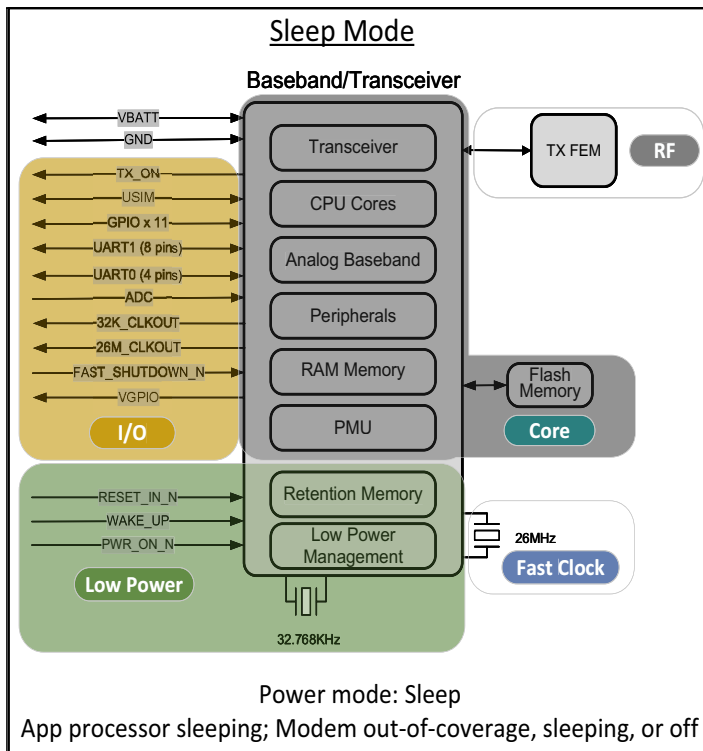 Sleep Mode
Baseband/Transceiver
VBATT
GND
TX_ON
USIM
GPIO x 11
UART1 (8 pins)
UART0 (4 pins)
ADC
32K_CLKOUT
26M_CLKOUT
FAST_SHUTDOWN_N
VGPIO
I/O
Transceiver
CPU Cores
Analog Baseband
Peripherals
RAM Memory
PMU
TX FEM
RF
Flash
Memory
Core
RESET_IN_N
WAKE_UP
PWR_ON_N
Low Power
Retention Memory
Low Power
Management
26MHz
Fast Clock
32.768KHz
Power mode: Sleep
App processor sleeping; Modem out-of-coverage, sleeping, or off